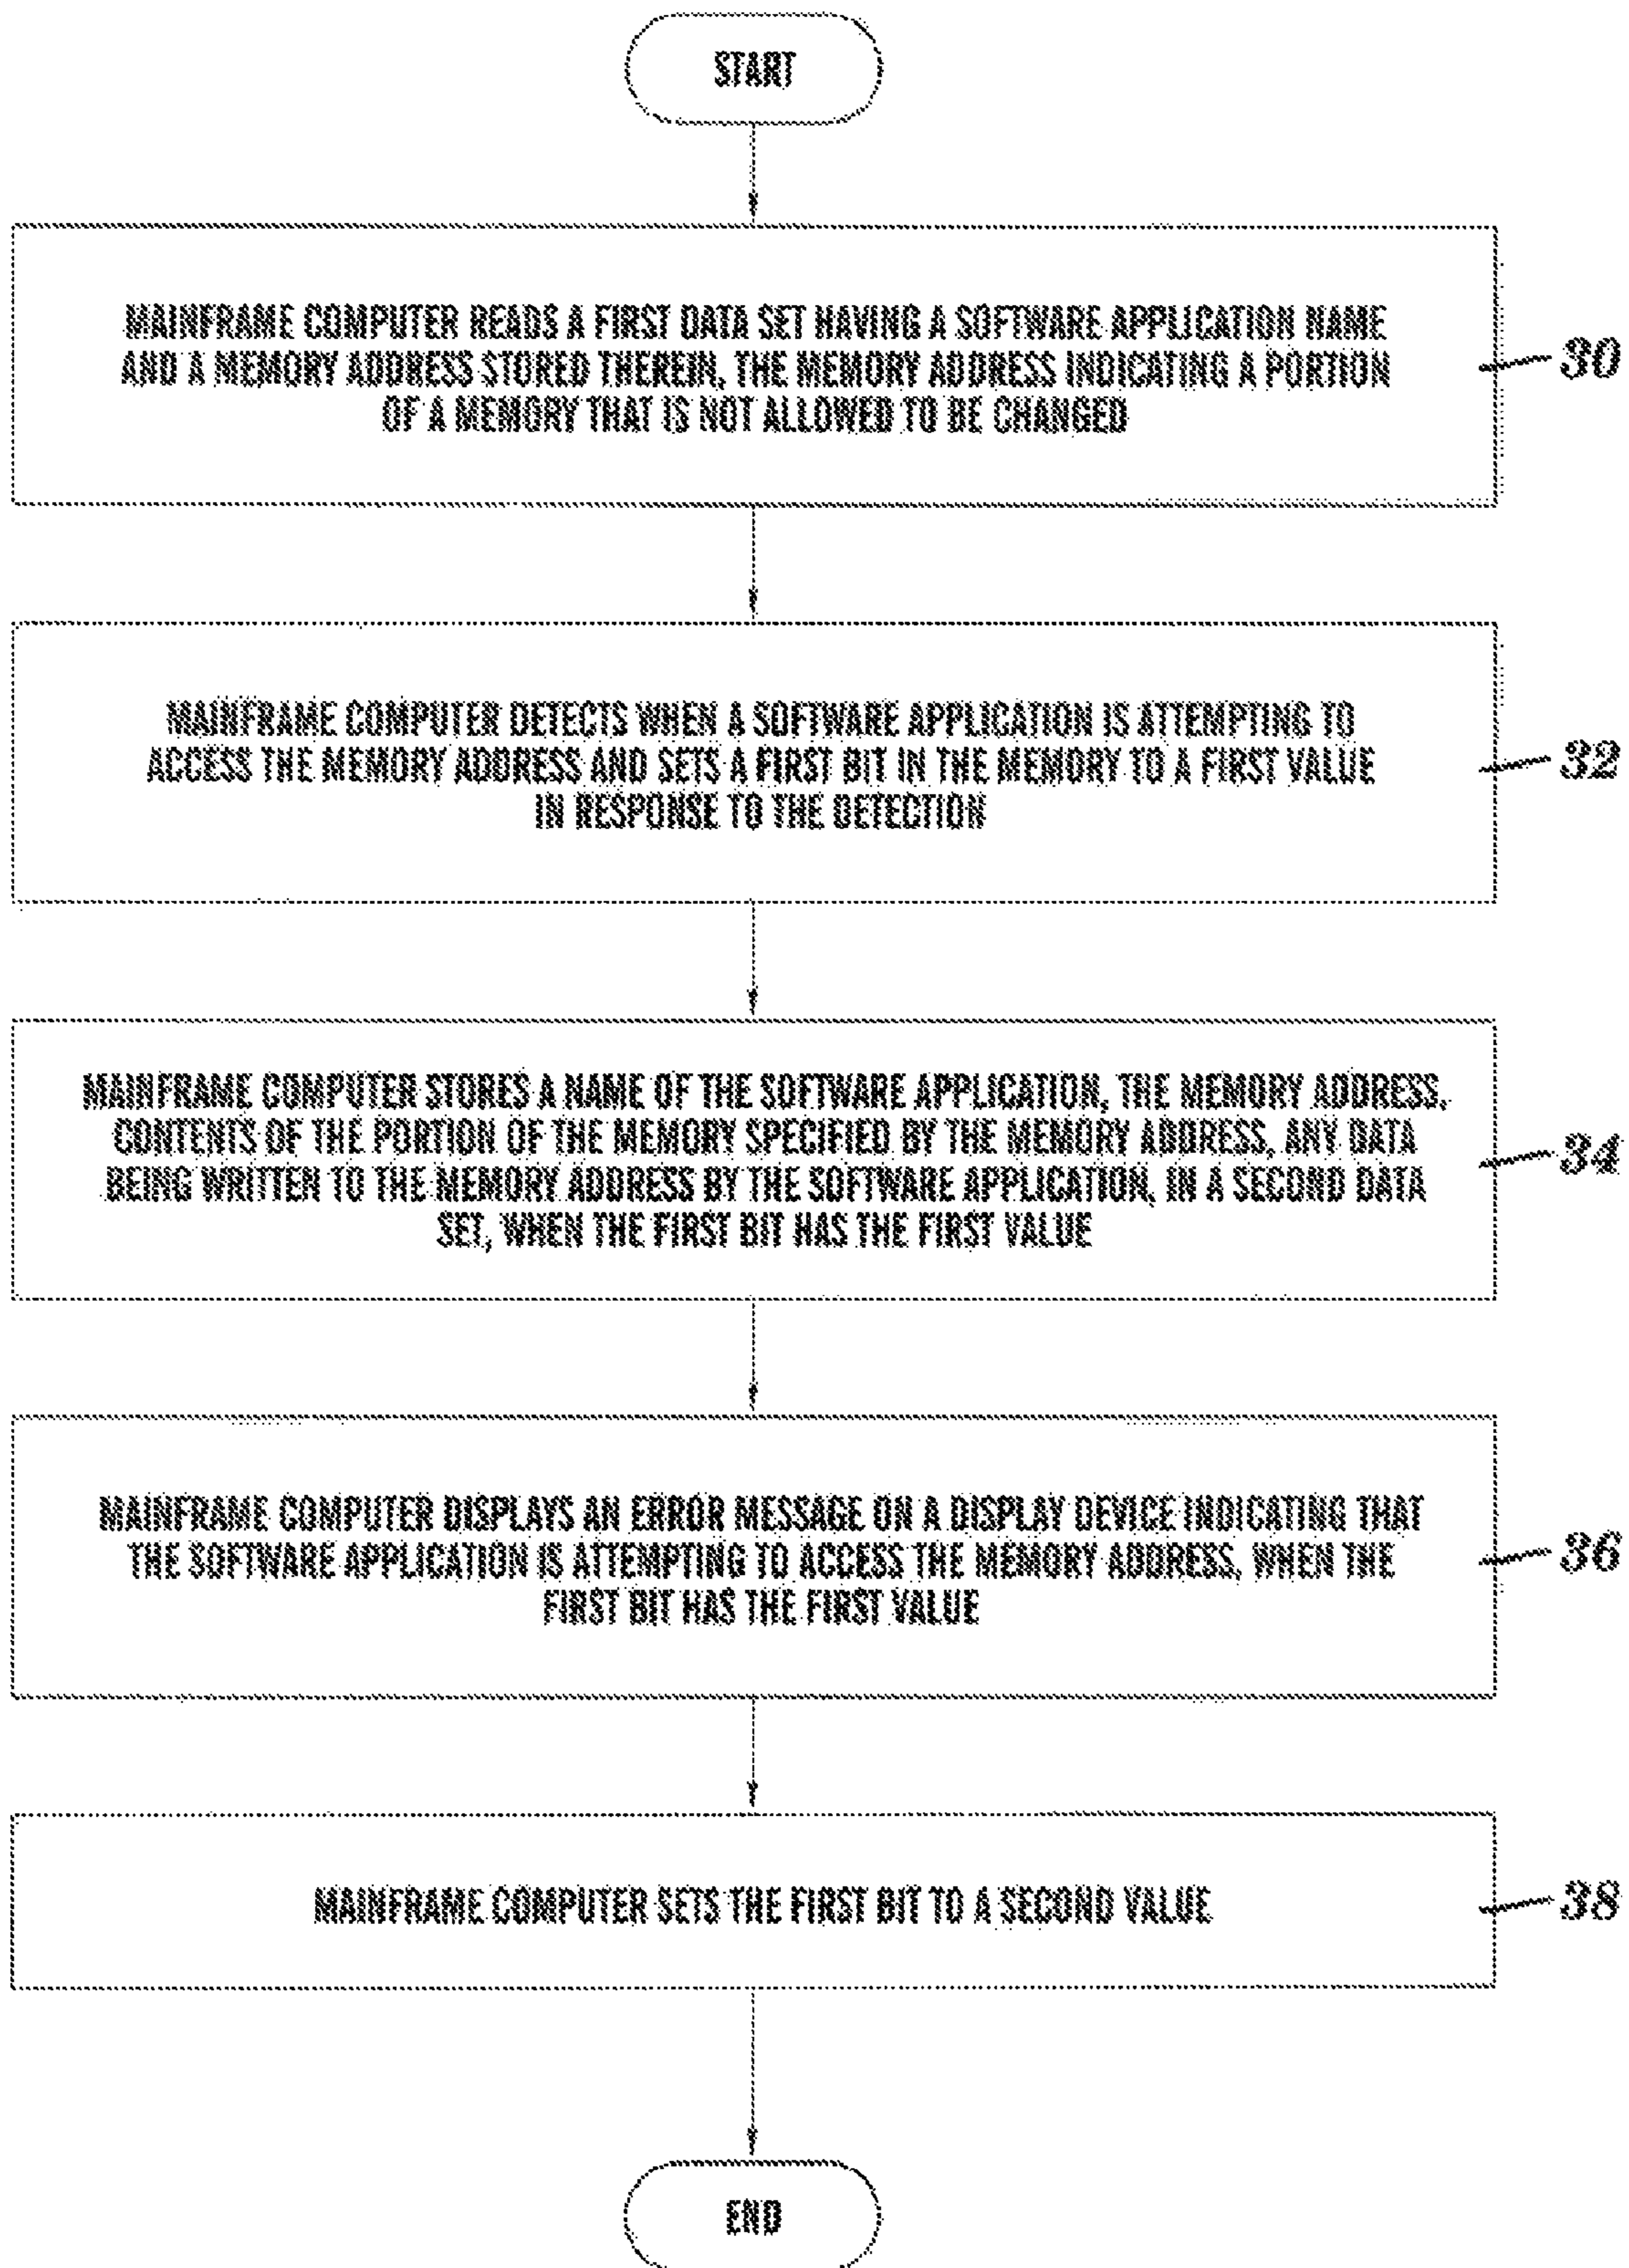 START
MAINFRAME COMPUTER READS A FIRST DATA SET HAVING A SOFTWARE APPLICATION NAME
AND A MEMORY ADDRESS STORED THEREIN, THE MEMORY ADDRESS INDICATING A PORTION
OF A MEMORY THAT IS NOT ALLOWED TO BE CHANGED
30
MAINFRAME COMPUTER DETECTS WHEN A SOFTWARE APPLICATION IS ATTEMPTING TO
ACCESS THE MEMORY ADDRESS AND SETS A FIRST BIT IN THE MEMORY TO A FIRST VALUE
IN RESPONSE TO THE DETECTION
32
MAINFRAME COMPUTER STORES A NAME OF THE SOFTWARE APPLICATION, THE MEMORY ADDRESS,
CONTENTS OF THE PORTION OF THE MEMORY SPECIFIED BY THE MEMORY ADDRESS, ANY DATA
BEING WRITTEN TO THE MEMORY ADDRESS BY THE SOFTWARE APPLICATION, IN A SECOND DATA
SET, WHEN THE FIRST BIT HAS THE FIRST VALUE
34
MAINFRAME COMPUTER DISPLAYS AN ERROR MESSAGE ON A DISPLAY DEVICE INDICATING THAT
THE SOFTWARE APPLICATION IS ATTEMPTING TO ACCESS THE MEMORY ADDRESS, WHEN THE
FIRST BIT HAS THE FIRST VALUE
36
MAINFRAME COMPUTER SETS THE FIRST BIT TO A SECOND VALUE
38
END